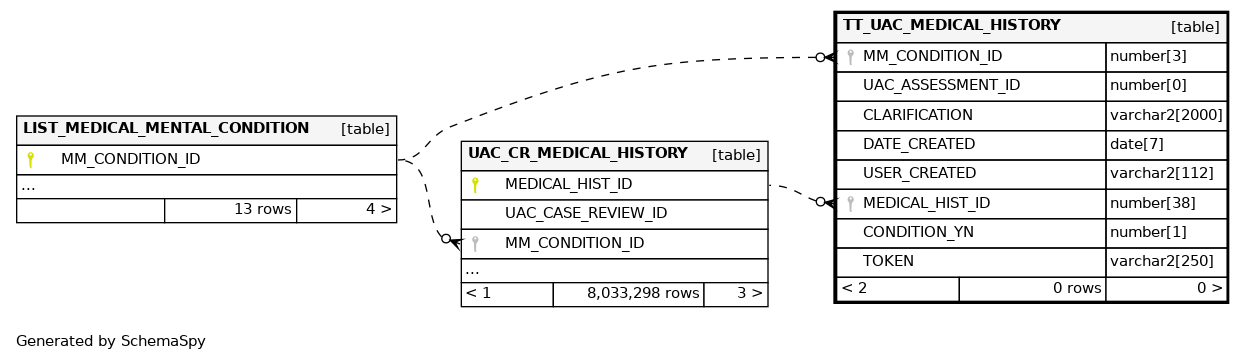 LIST_MEDICAL_MENTAL_CONDITION [table]
MM_CONDITION_ID
...
13 rows 4 >
UAC_CR_MEDICAL_HISTORY [table]
MEDICAL_HIST_ID
UAC_CASE_REVIEW_ID
MM_CONDITION_ID
...
< 1 8,033,298 rows 3 >
TT_UAC_MEDICAL_HISTORY [table]
MM_CONDITION_ID number[3]
UAC_ASSESSMENT_ID number[0]
CLARIFICATION varchar2[2000]
DATE_CREATED date[7]
USER_CREATED varchar2[112]
MEDICAL_HIST_ID number[38]
CONDITION_YN number[1]
TOKEN varchar2[250]
< 2 0 rows 0 >
Generated by SchemaSpy